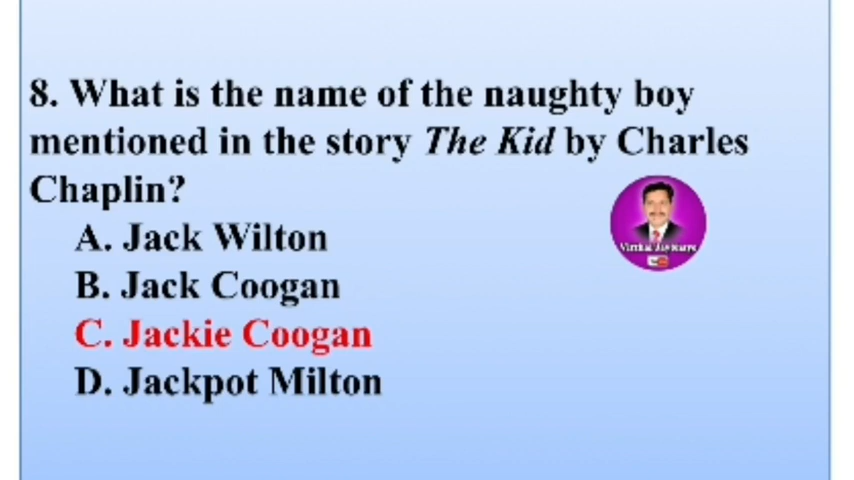 8. What is the name of the naughty boy
mentioned in the story The Kid by Charles
Chaplin?
A. Jack Wilton
B. Jack Coogan
C. Jackie Coogan
D. Jackpot Milton